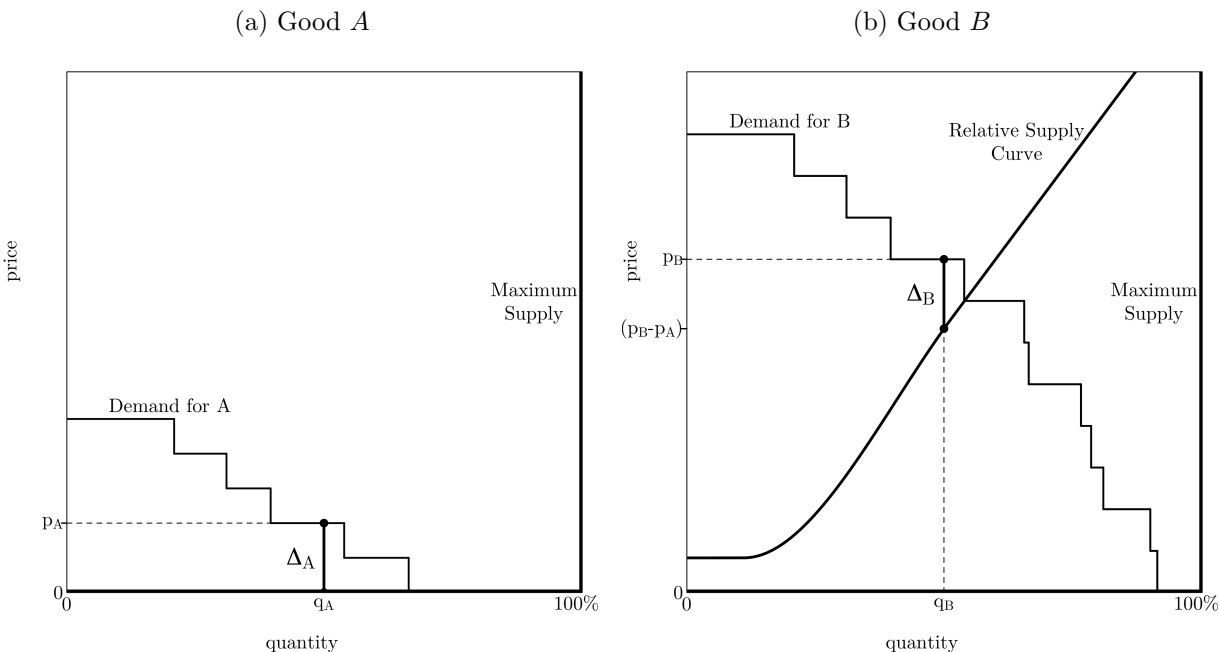 (a) Good A
price
Demand for A
Maximum
Supply
pA
ΔA
0
0
qA
100%
quantity
(b) Good B
price
Demand for B
Relative Supply
Curve
pB
ΔB
Maximum
Supply
(pB-pA)
0
qB
100%
quantity